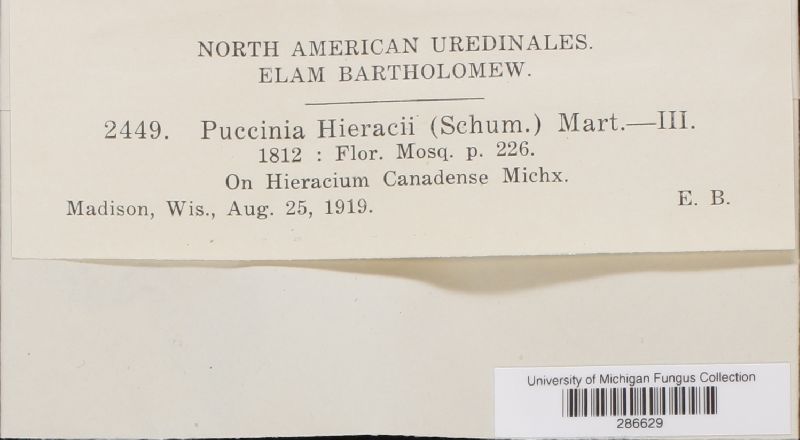 NORTH AMERICAN UREDINALES.
ELAM BARTHOLOMEW.
2449. Puccinia Hieracii (Schum.) Mart.—III.
1812 : Flor. Mosq. p. 226.
On Hieracium Canadense Michx.
Madison, Wis., Aug. 25, 1919. E. B.
University of Michigan Fungus Collection
286629